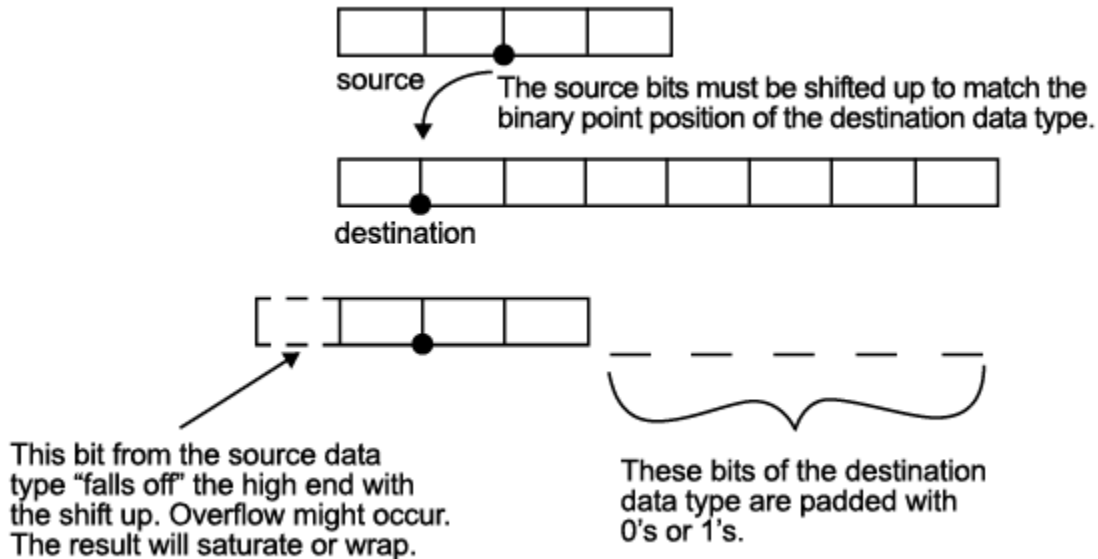 source
The source bits must be shifted up to match the
binary point position of the destination data type.
destination
This bit from the source data
type “falls off” the high end with
the shift up. Overflow might occur.
The result will saturate or wrap.
These bits of the destination
data type are padded with
0's or 1's.